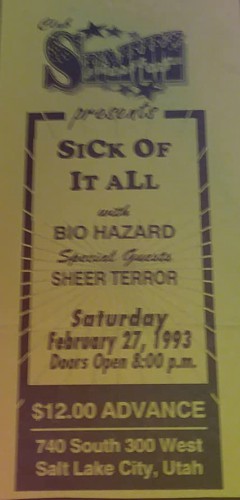 Club
presents
SICK OF
IT ALL
with
BIO HAZARD
Special Guests
SHEER TERROR
Saturday
February 27, 1993
Doors Open 8:00 p.m.
$12.00 ADVANCE
740 South 300 West
Salt Lake City, Utah